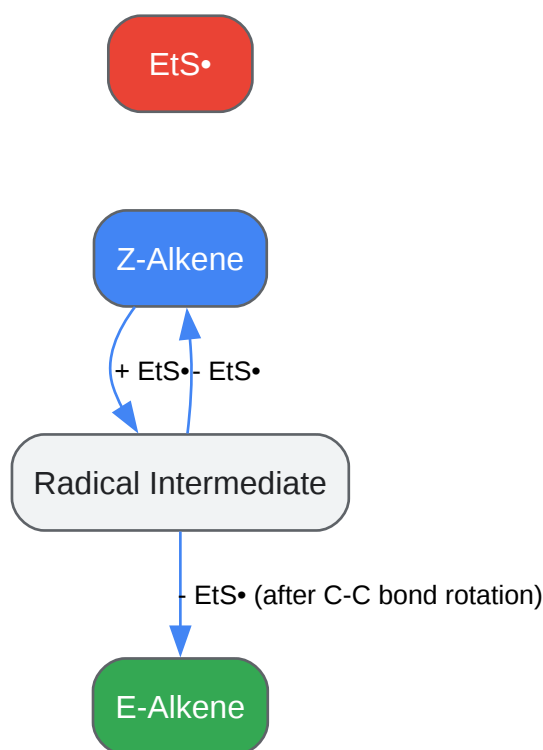 EtS•
Z-Alkene
+ EtS•
- EtS•
Radical Intermediate
- EtS• (after C-C bond rotation)
E-Alkene